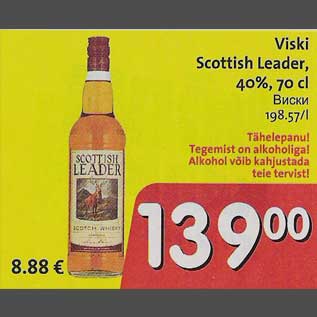 Viski
Scottish Leader,
40%, 70 cl
Виски
198.57/l
Tähelepanu!
Tegemist on alkoholiga!
Alkohol võib kahjustada
teie tervist!
SCOTTISH
LEADER
SCOTCH WHISKY
13900
8.88 €